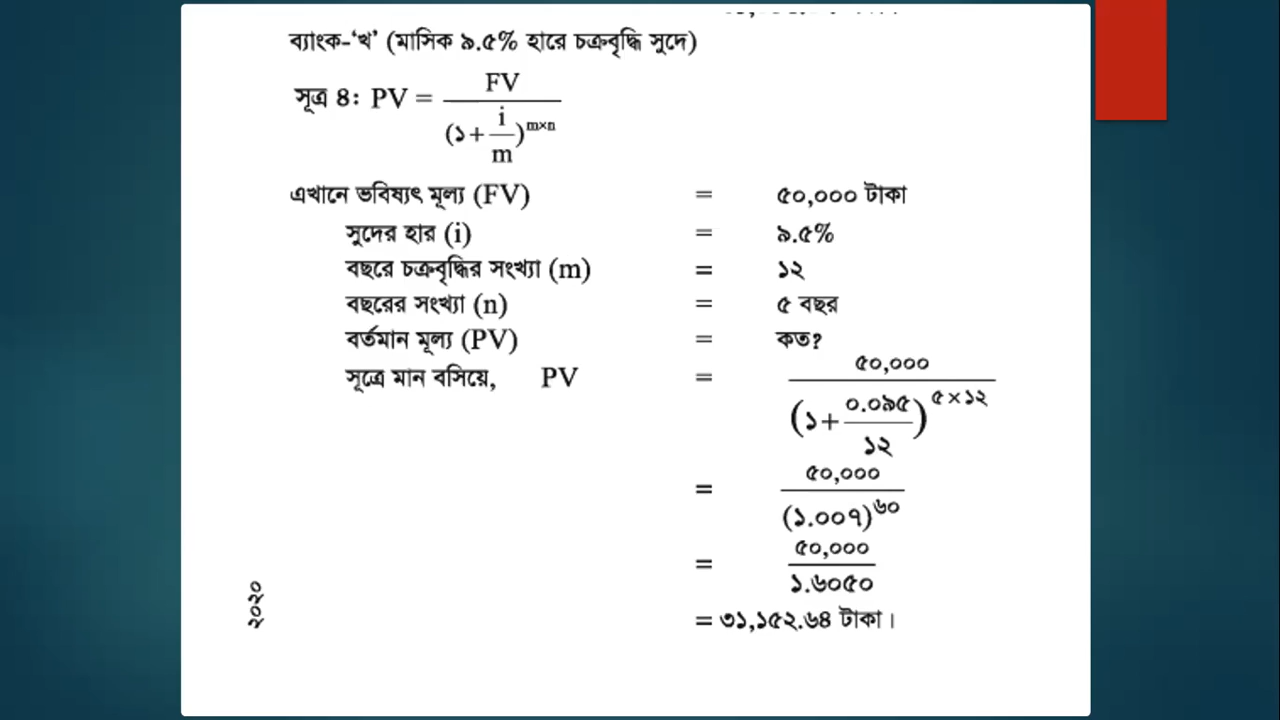 ব্যাংক-‘খ’ (মাসিক ৯.৫% হারে চক্রবৃদ্ধি সুদে)
সূত্র ৪: PV = FV / (১ + i/m)^m×n
এখানে ভবিষ্যৎ মূল্য (FV) = ৫০,০০০ টাকা
সুদের হার (i) = ৯.৫%
বছরে চক্রবৃদ্ধির সংখ্যা (m) = ১২
বছরের সংখ্যা (n) = ৫ বছর
বর্তমান মূল্য (PV) = কত?
সূত্রে মান বসিয়ে, PV = ৫০,০০০ / (১ + ০.০৯৫/১২)^৫ × ১২
= ৫০,০০০ / (১.০০৭)^৬০
= ৫০,০০০ / ১.৬০৫০
= ৩১,১৫২.৬৪ টাকা।
২০২০